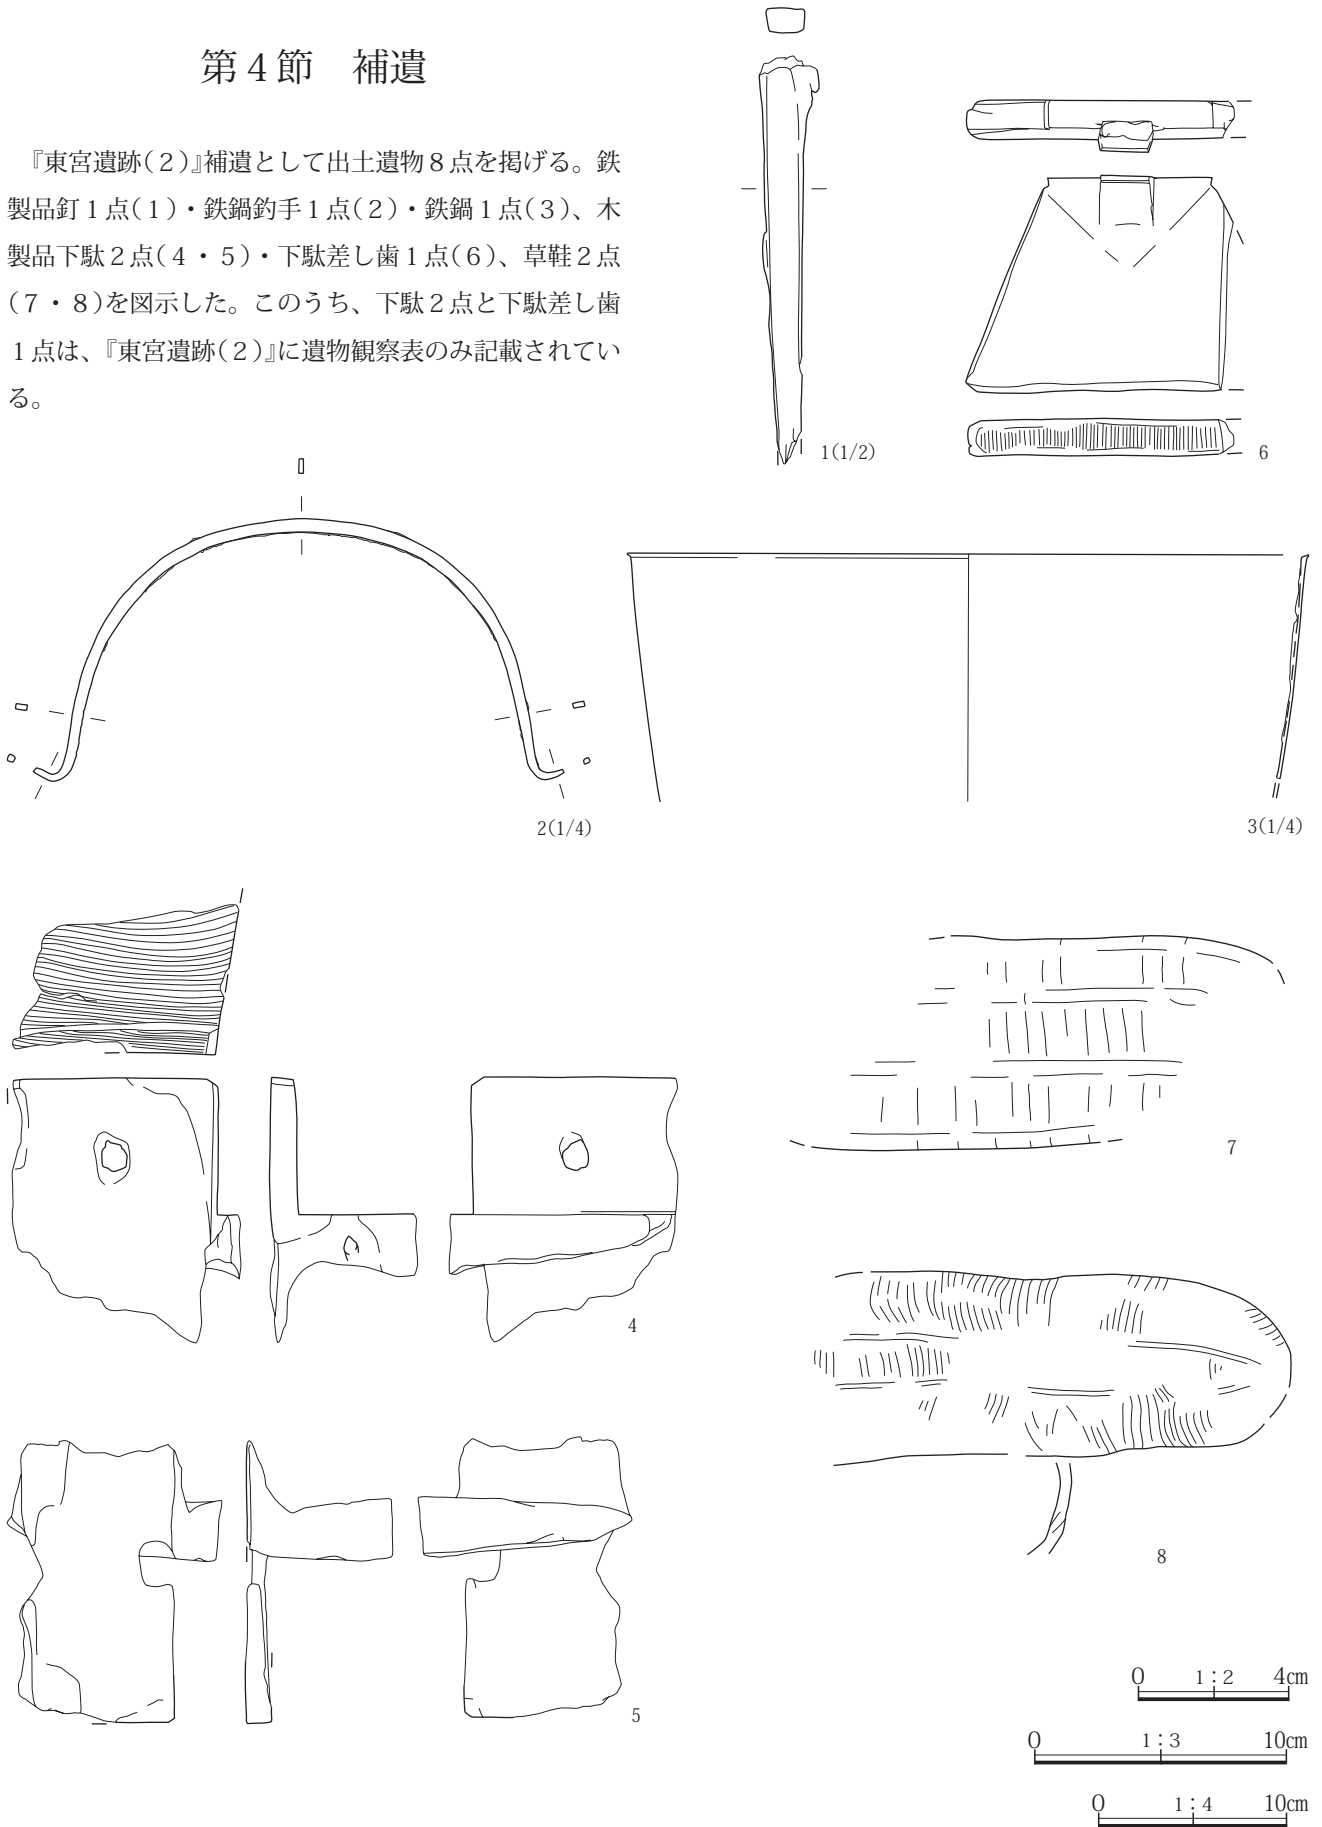 第4節　補遺
『東宮遺跡(2)』補遺として出土遺物8点を掲げる。鉄
製品釘1点(1)・鉄鍋釣手1点(2)・鉄鍋1点(3)、木
製品下駄2点(4・5)・下駄差し歯1点(6)、草鞋2点
(7・8)を図示した。このうち、下駄2点と下駄差し歯
1点は、『東宮遺跡(2)』に遺物観察表のみ記載されてい
る。
1(1/2)
6
2(1/4)
3(1/4)
4
7
5
8
0 1:2 4cm
0 1:3 10cm
0 1:4 10cm